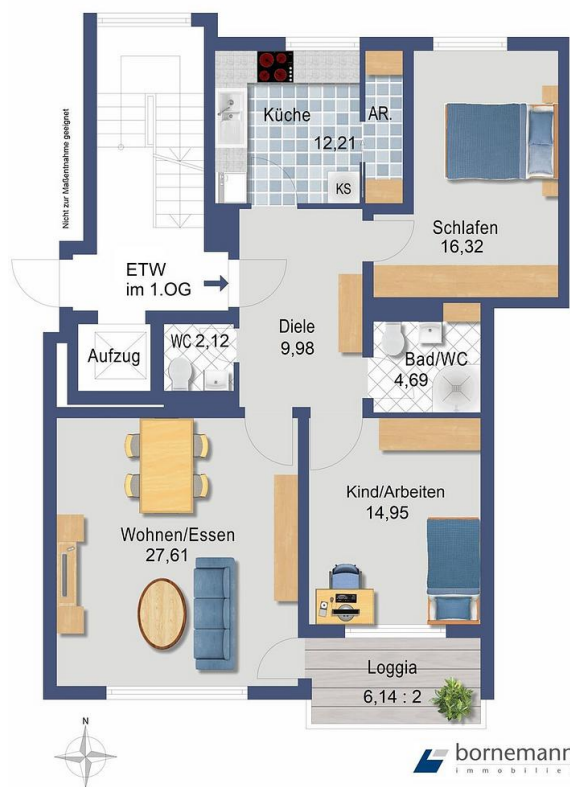 Nicht zur Maßentnahme geeignet
Küche
12,21
AR.
KS
Schlafen
16,32
ETW
im 1.OG
Diele
9,98
Aufzug
WC 2,12
Bad/WC
4,69
Wohnen/Essen
27,61
Kind/Arbeiten
14,95
Loggia
6,14 : 2
N
bornemann
immobilie